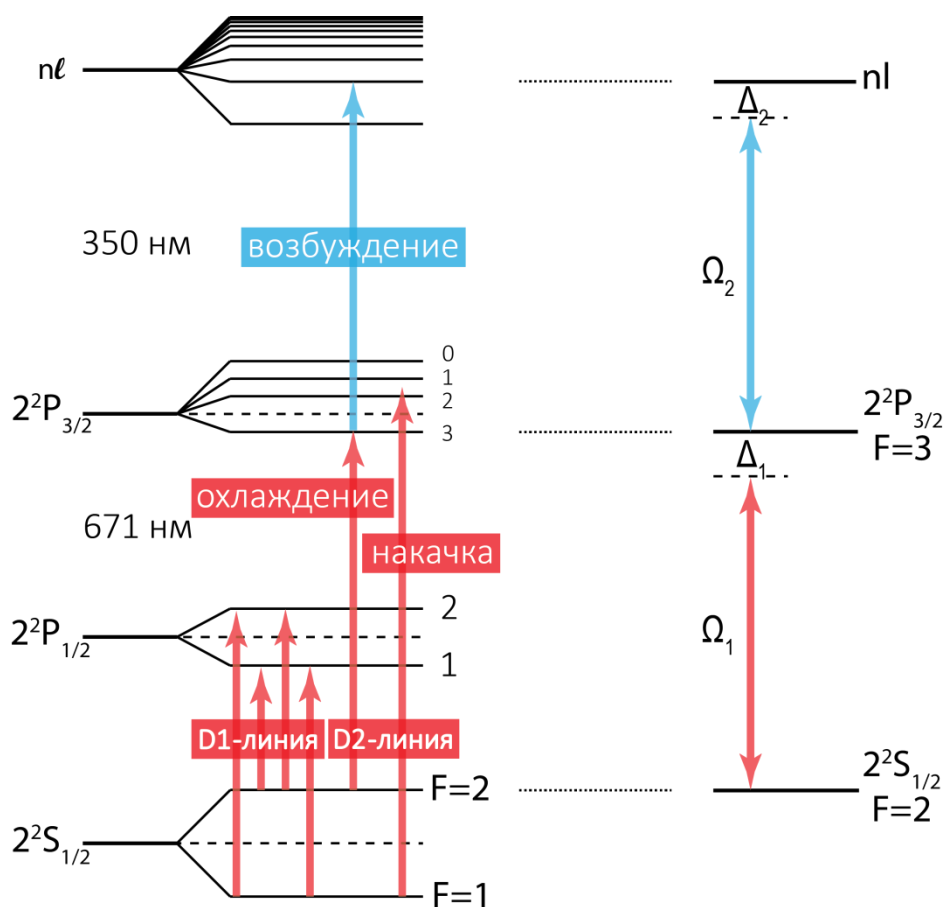 nℓ
nl
Δ₂
350 нм
возбуждение
Ω₂
0
1
2
3
2²P₃/₂
2²P₃/₂
F=3
Δ₁
охлаждение
671 нм
накачка
2
2²P₁/₂
1
Ω₁
D1-линия D2-линия
F=2
2²S₁/₂
F=2
2²S₁/₂
F=1